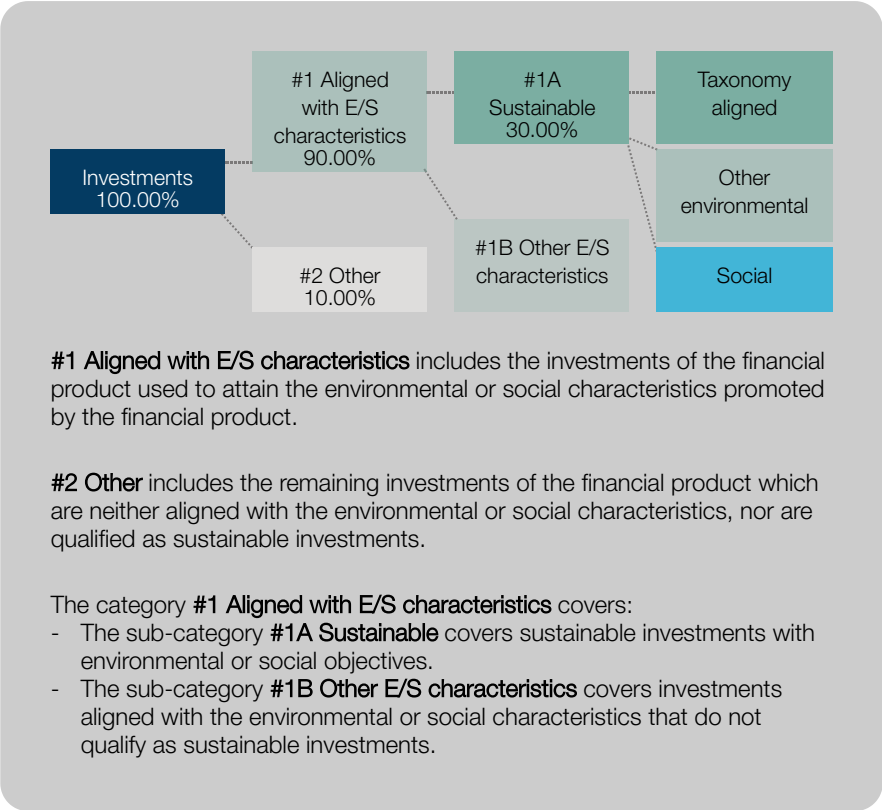 #1 Aligned
with E/S
characteristics
90.00%
#1A
Sustainable
30.00%
Taxonomy
aligned
Investments
100.00%
Other
environmental
#2 Other
10.00%
#1B Other E/S
characteristics
Social
#1 Aligned with E/S characteristics includes the investments of the financial
product used to attain the environmental or social characteristics promoted
by the financial product.
#2 Other includes the remaining investments of the financial product which
are neither aligned with the environmental or social characteristics, nor are
qualified as sustainable investments.
The category #1 Aligned with E/S characteristics covers:
- The sub-category #1A Sustainable covers sustainable investments with
environmental or social objectives.
- The sub-category #1B Other E/S characteristics covers investments
aligned with the environmental or social characteristics that do not
qualify as sustainable investments.